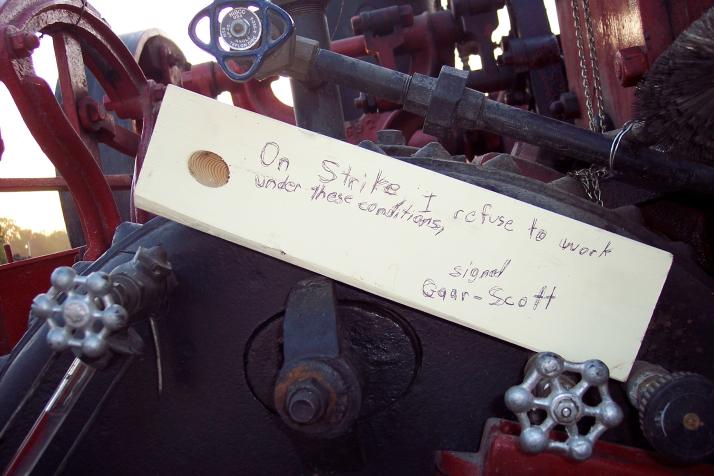 On Strike I refuse to work
under these conditions,
signed
Gaar-Scott